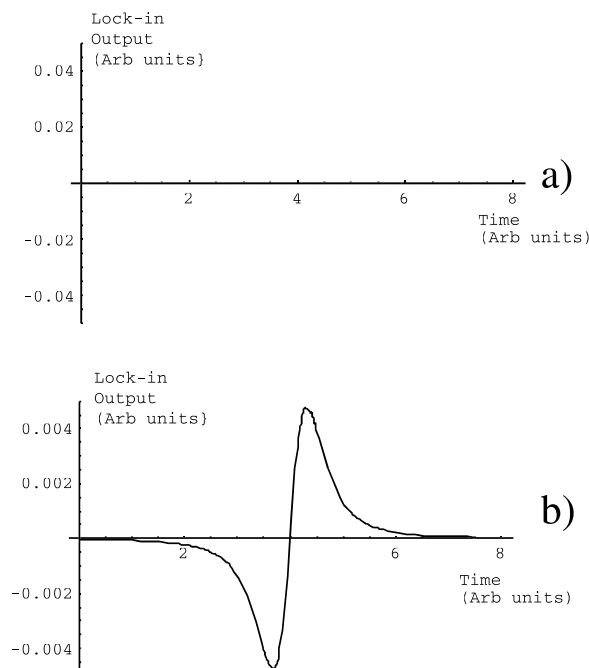 Lock-in
Output
(Arb units}
0.04
0.02
2 4 6 8
a)
Time
(Arb units)
-0.02
-0.04
Lock-in
Output
(Arb units}
0.004
0.002
b)
2 6 8
Time
(Arb units)
-0.002
-0.004